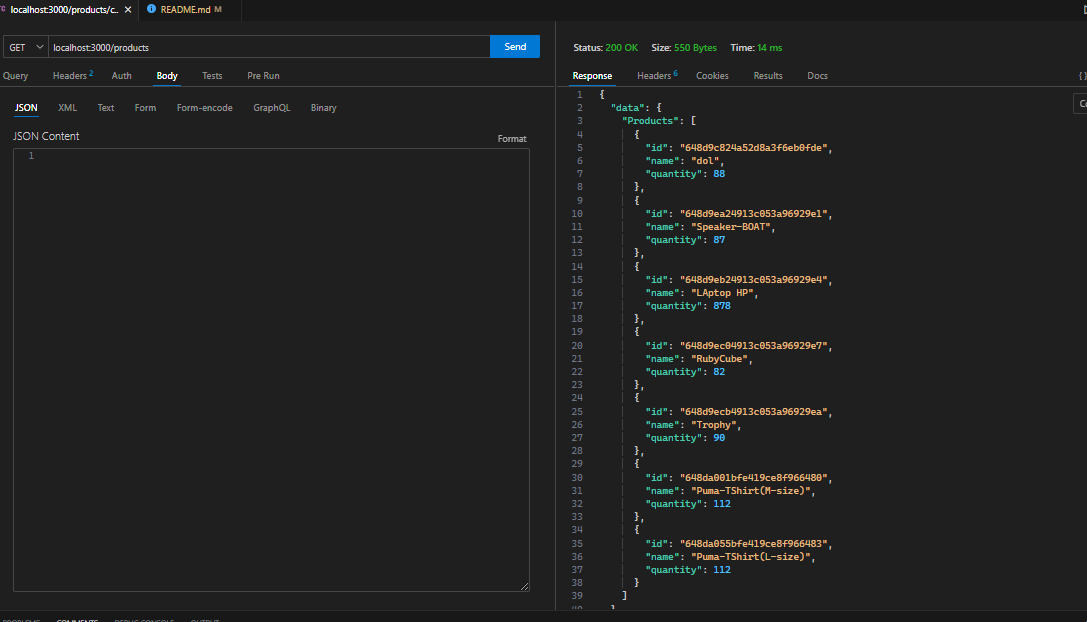 localhost:3000/products/c.. × README.md M
GET localhost:3000/products Send
Query Headers 2 Auth Body Tests Pre Run
JSON XML Text Form Form-encode GraphQL Binary
JSON Content Format
1
Status: 200 OK Size: 550 Bytes Time: 14 ms
Response Headers 6 Cookies Results Docs { }
1 {
2 "data": {
3 "Products": [
4 {
5 "id": "648d9c824a52d8a3f6eb0fde",
6 "name": "dol",
7 "quantity": 88
8 },
9 {
10 "id": "648d9ea24913c053a96929e1",
11 "name": "Speaker-BOAT",
12 "quantity": 87
13 },
14 {
15 "id": "648d9eb24913c053a96929e4",
16 "name": "LAptop HP",
17 "quantity": 878
18 },
19 {
20 "id": "648d9ec04913c053a96929e7",
21 "name": "RubyCube",
22 "quantity": 82
23 },
24 {
25 "id": "648d9ecb4913c053a96929ea",
26 "name": "Trophy",
27 "quantity": 90
28 },
29 {
30 "id": "648da001bfe419ce8f966480",
31 "name": "Puma-TShirt(M-size)",
32 "quantity": 112
33 },
34 {
35 "id": "648da055bfe419ce8f966483",
36 "name": "Puma-TShirt(L-size)",
37 "quantity": 112
38 }
39 ]
PROBLEMS COMMENTS DEBUG CONSOLE OUTPUT